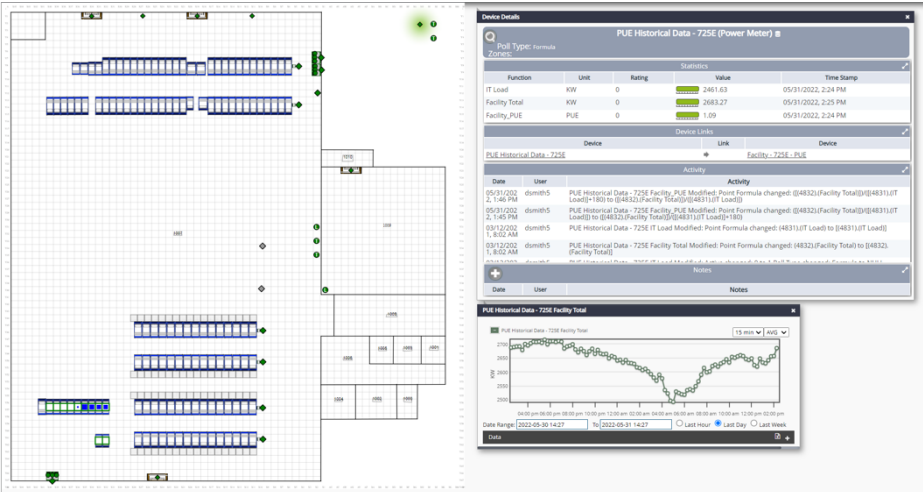 Device Details
PUE Historical Data - 725E (Power Meter)
Poll Type: Formula
Zones:
Statistics
Function Unit Rating Value Time Stamp
IT Load KW 0 2461.63 05/31/2022, 2:24 PM
Facility Total KW 0 2683.27 05/31/2022, 2:25 PM
Facility_PUE PUE 0 1.09 05/31/2022, 2:24 PM
Device Links
Device Link Device
PUE Historical Data - 725E Facility - 725E - PUE
Activity
Date User Activity
05/31/202 dsmith5 PUE Historical Data - 725E Facility_PUE Modified: Point Formula changed: ([(4832).(Facility Total)])/([(4831).(IT
2, 1:46 PM Load)]+180) to ([(4832).(Facility Total)])/([(4831).(IT Load)])
05/31/202 dsmith5 PUE Historical Data - 725E Facility_PUE Modified: Point Formula changed: ([(4832).(Facility Total)])/([(4831).(IT
2, 1:45 PM Load)]) to ([(4832).(Facility Total)])/([(4831).(IT Load)]+180)
03/12/202 dsmith5 PUE Historical Data - 725E IT Load Modified: Point Formula changed: (4831).(IT Load) to [(4831).(IT Load)]
1, 8:02 AM
03/12/202 dsmith5 PUE Historical Data - 725E Facility Total Modified: Point Formula changed: (4832).(Facility Total) to [(4832).
1, 8:02 AM (Facility Total)]
Notes
Date User Notes
PUE Historical Data - 725E Facility Total
PUE Historical Data - 725E Facility Total
15 min AVG
2700
2650
2600
2550
2500
KW
04:00 pm 06:00 pm 08:00 pm 10:00 pm 12:00 am 02:00 am 04:00 am 06:00 am 08:00 am 10:00 am 12:00 pm 02:00 pm
Date Range: 2022-05-30 14:27 To 2022-05-31 14:27 Last Hour Last Day Last Week
Data